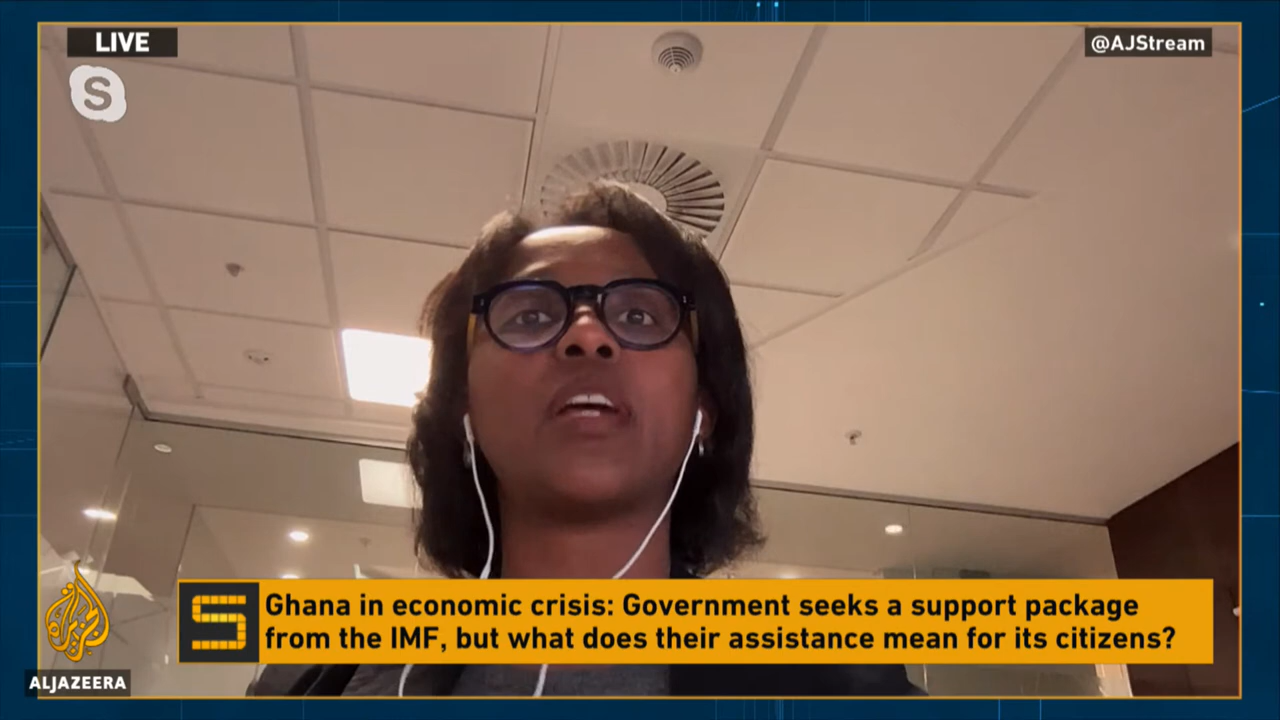 LIVE
@AJStream
S
S
Ghana in economic crisis: Government seeks a support package
from the IMF, but what does their assistance mean for its citizens?
الجزيرة
ALJAZEERA